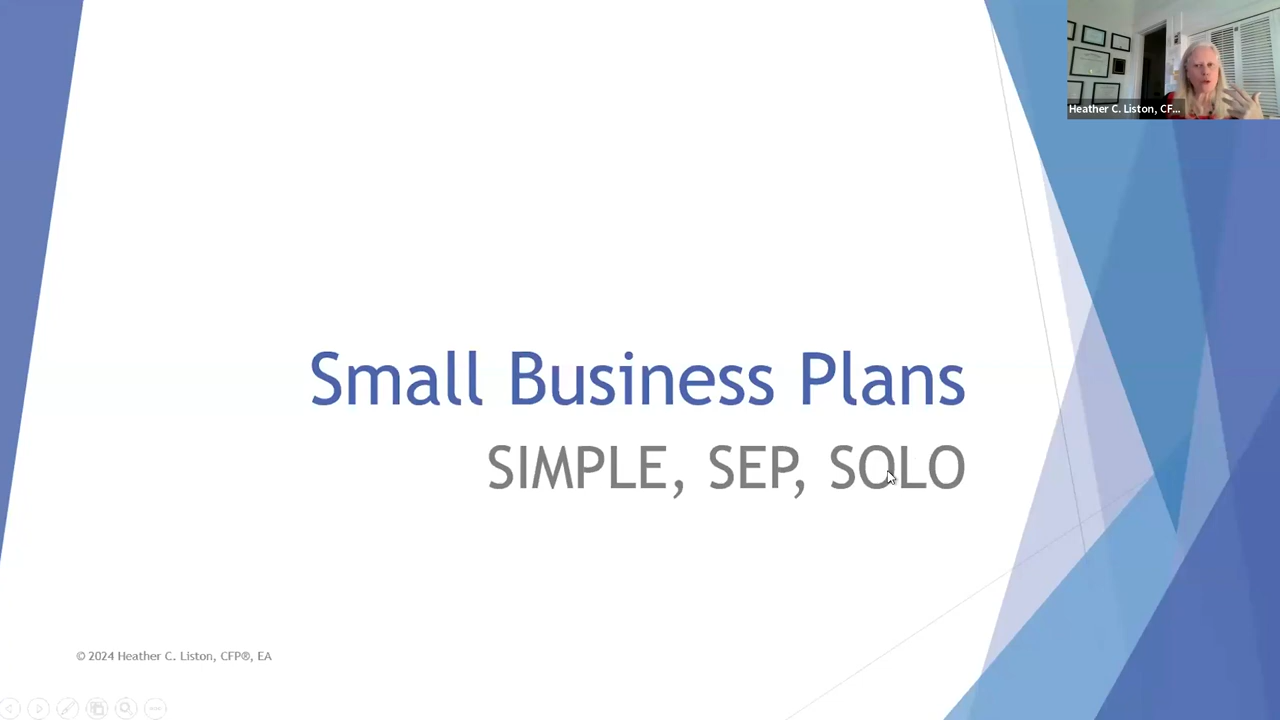 Heather C. Liston, CF...
Small Business Plans
SIMPLE, SEP, SOLO
© 2024 Heather C. Liston, CFP®, EA